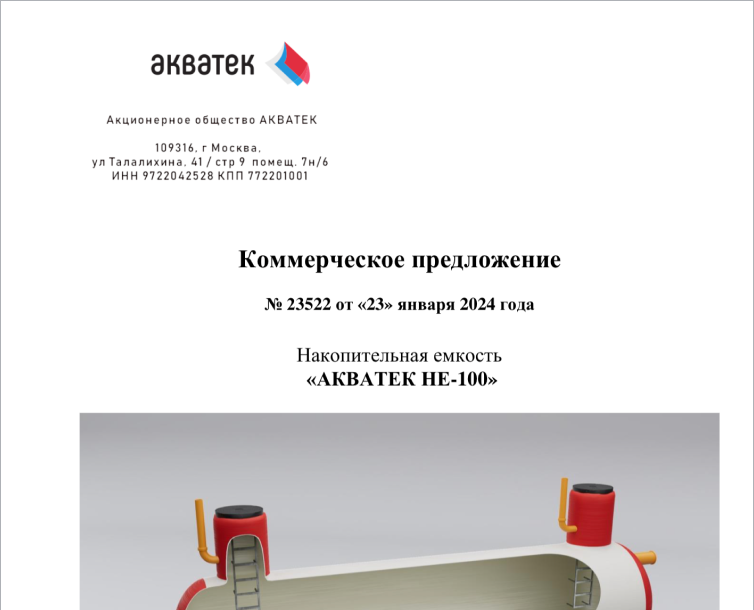 акватек
Акционерное общество АКВАТЕК
109316, г Москва,
ул Талалихина, 41 / стр 9 помещ. 7н/6
ИНН 9722042528 КПП 772201001
Коммерческое предложение
№ 23522 от «23» января 2024 года
Накопительная емкость
«АКВАТЕК НЕ-100»